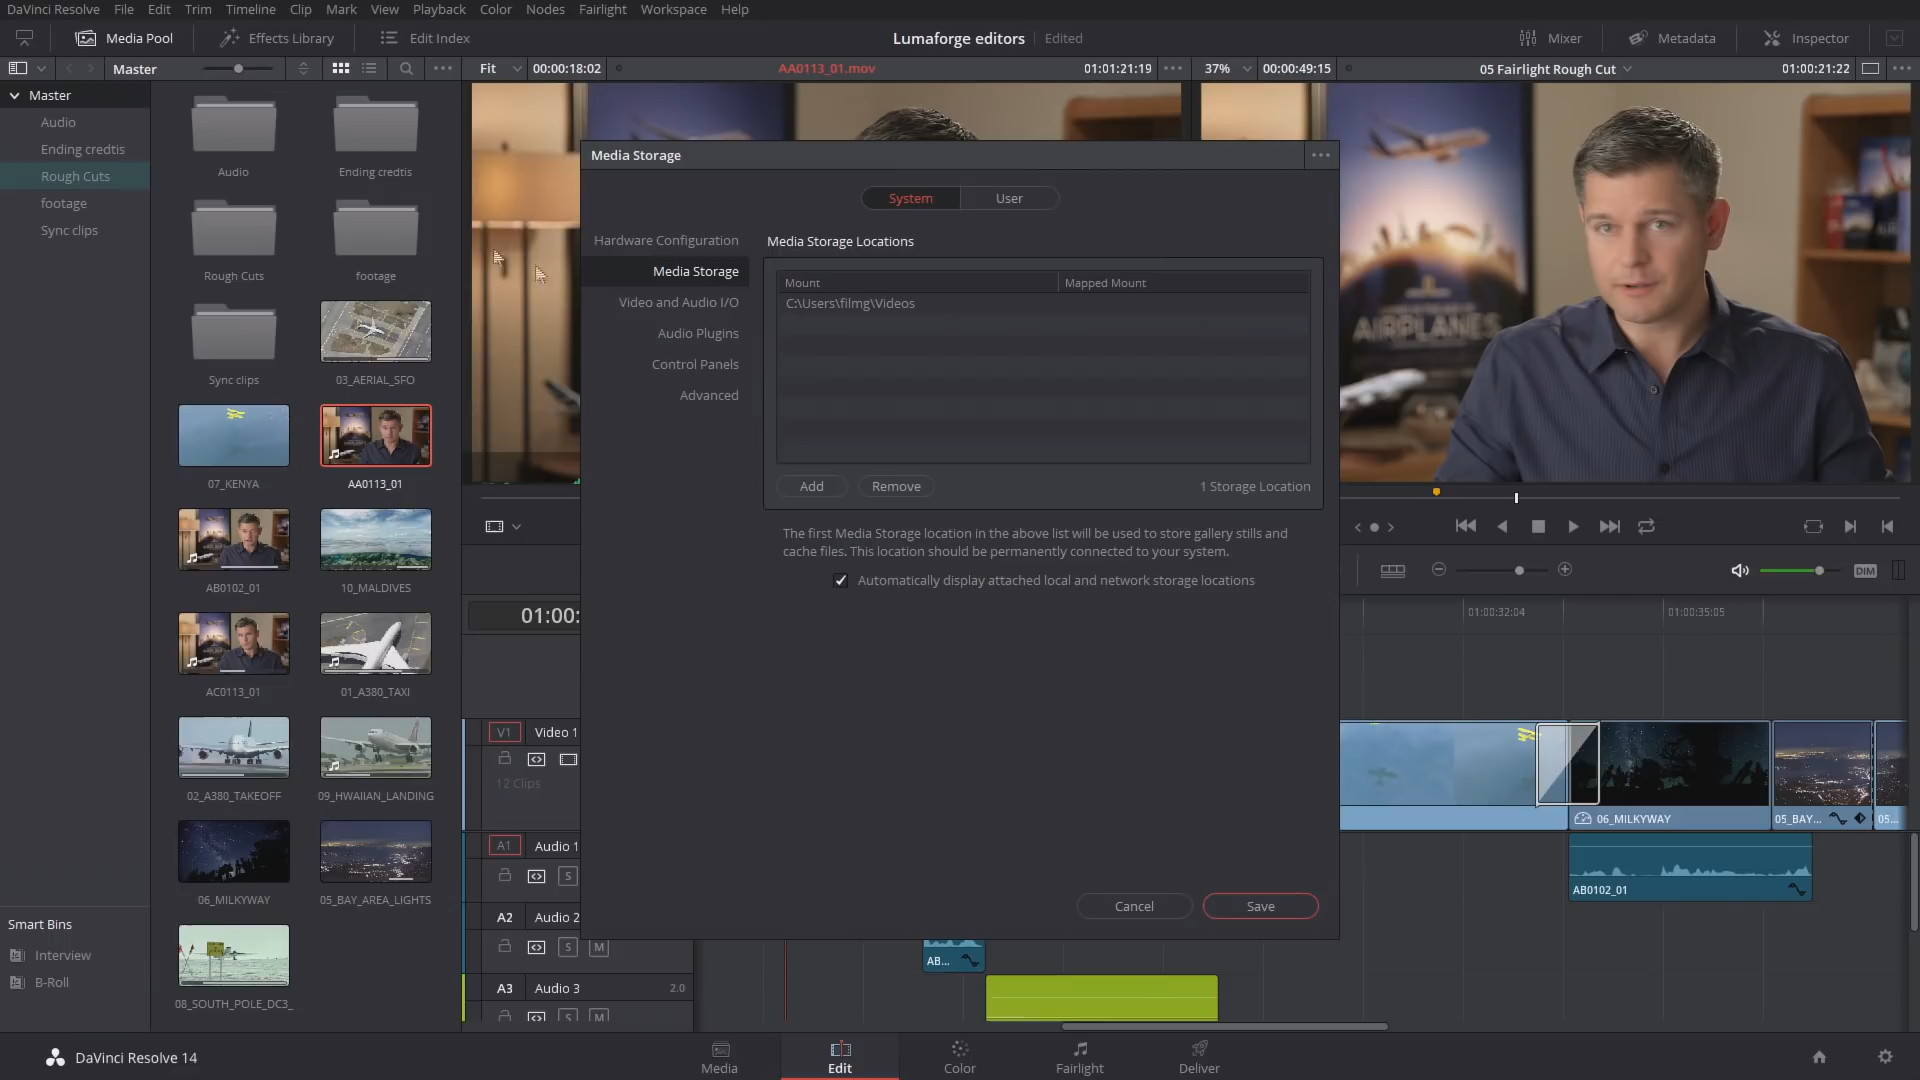 DaVinci Resolve File Edit Trim Timeline Clip Mark View Playback Color Nodes Fairlight Workspace Help
Media Pool Effects Library Edit Index Lumaforge editors Edited Mixer Metadata Inspector
Master Fit 00:00:18:02 AA0113_01.mov 01:01:21:19 37% 00:00:49:15 05 Fairlight Rough Cut 01:00:21:22
Master
Audio
Ending credtis
Rough Cuts
footage
Sync clips
Audio Ending credtis
Rough Cuts footage
Sync clips 03_AERIAL_SFO
07_KENYA AA0113_01
AB0102_01 10_MALDIVES
AC0113_01 01_A380_TAXI
02_A380_TAKEOFF 09_HWAIIAN_LANDING
06_MILKYWAY 05_BAY_AREA_LIGHTS
08_SOUTH_POLE_DC3_
Smart Bins
Interview
B-Roll
Media Storage
System User
Hardware Configuration
Media Storage
Video and Audio I/O
Audio Plugins
Control Panels
Advanced
Media Storage Locations
Mount Mapped Mount
C:\Users\filmg\Videos
Add Remove 1 Storage Location
The first Media Storage location in the above list will be used to store gallery stills and
cache files. This location should be permanently connected to your system.
Automatically display attached local and network storage locations
Cancel Save
AIRPLANES
DIM
01:00:
01:00:32:04 01:00:35:05
V1 Video 1
12 Clips
A1 Audio 1
S
A2 Audio 2
S M
A3 Audio 3 2.0
S M
06_MILKYWAY 05_BAY... 05...
AB0102_01
AB...
DaVinci Resolve 14
Media Edit Color Fairlight Deliver